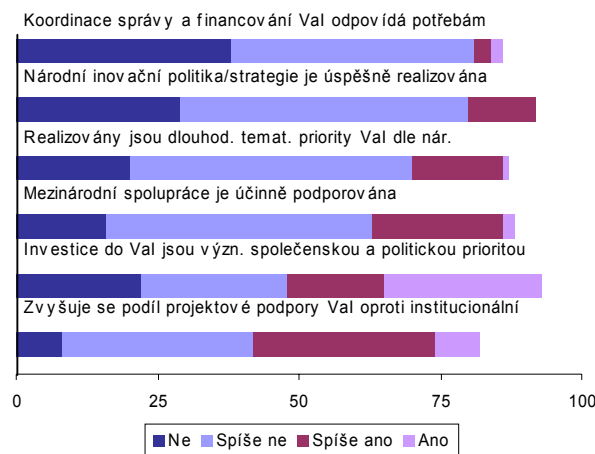 Koordinace správy a financování VaI odpovídá potřebám
Národní inovační politika/strategie je úspěšně realizována
Realizovány jsou dlouhod. temat. priority VaI dle nár.
Mezinárodní spolupráce je účinně podporována
Investice do VaI jsou význ. společenskou a politickou prioritou
Zvyšuje se podíl projektové podpory VaI oproti institucionální
0 25 50 75 100
Ne Spíše ne Spíše ano Ano